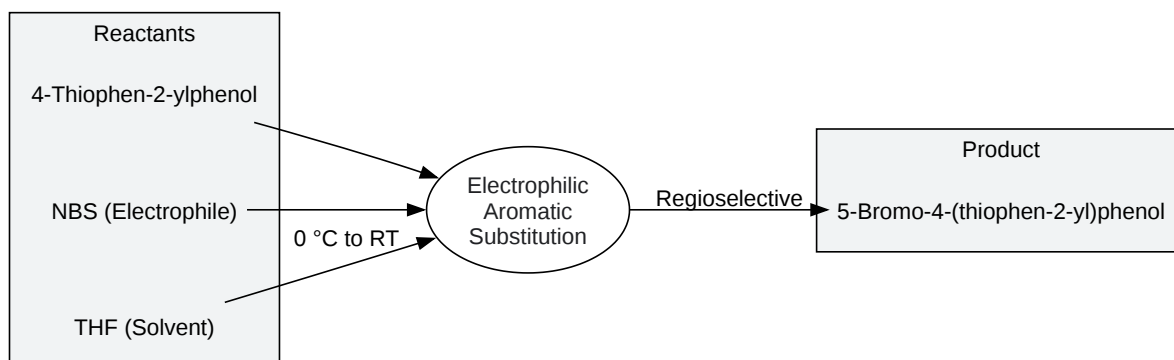 Reactants
4-Thiophen-2-ylphenol
NBS (Electrophile)
0 °C to RT
THF (Solvent)
Electrophilic
Aromatic
Substitution
Regioselective
Product
5-Bromo-4-(thiophen-2-yl)phenol